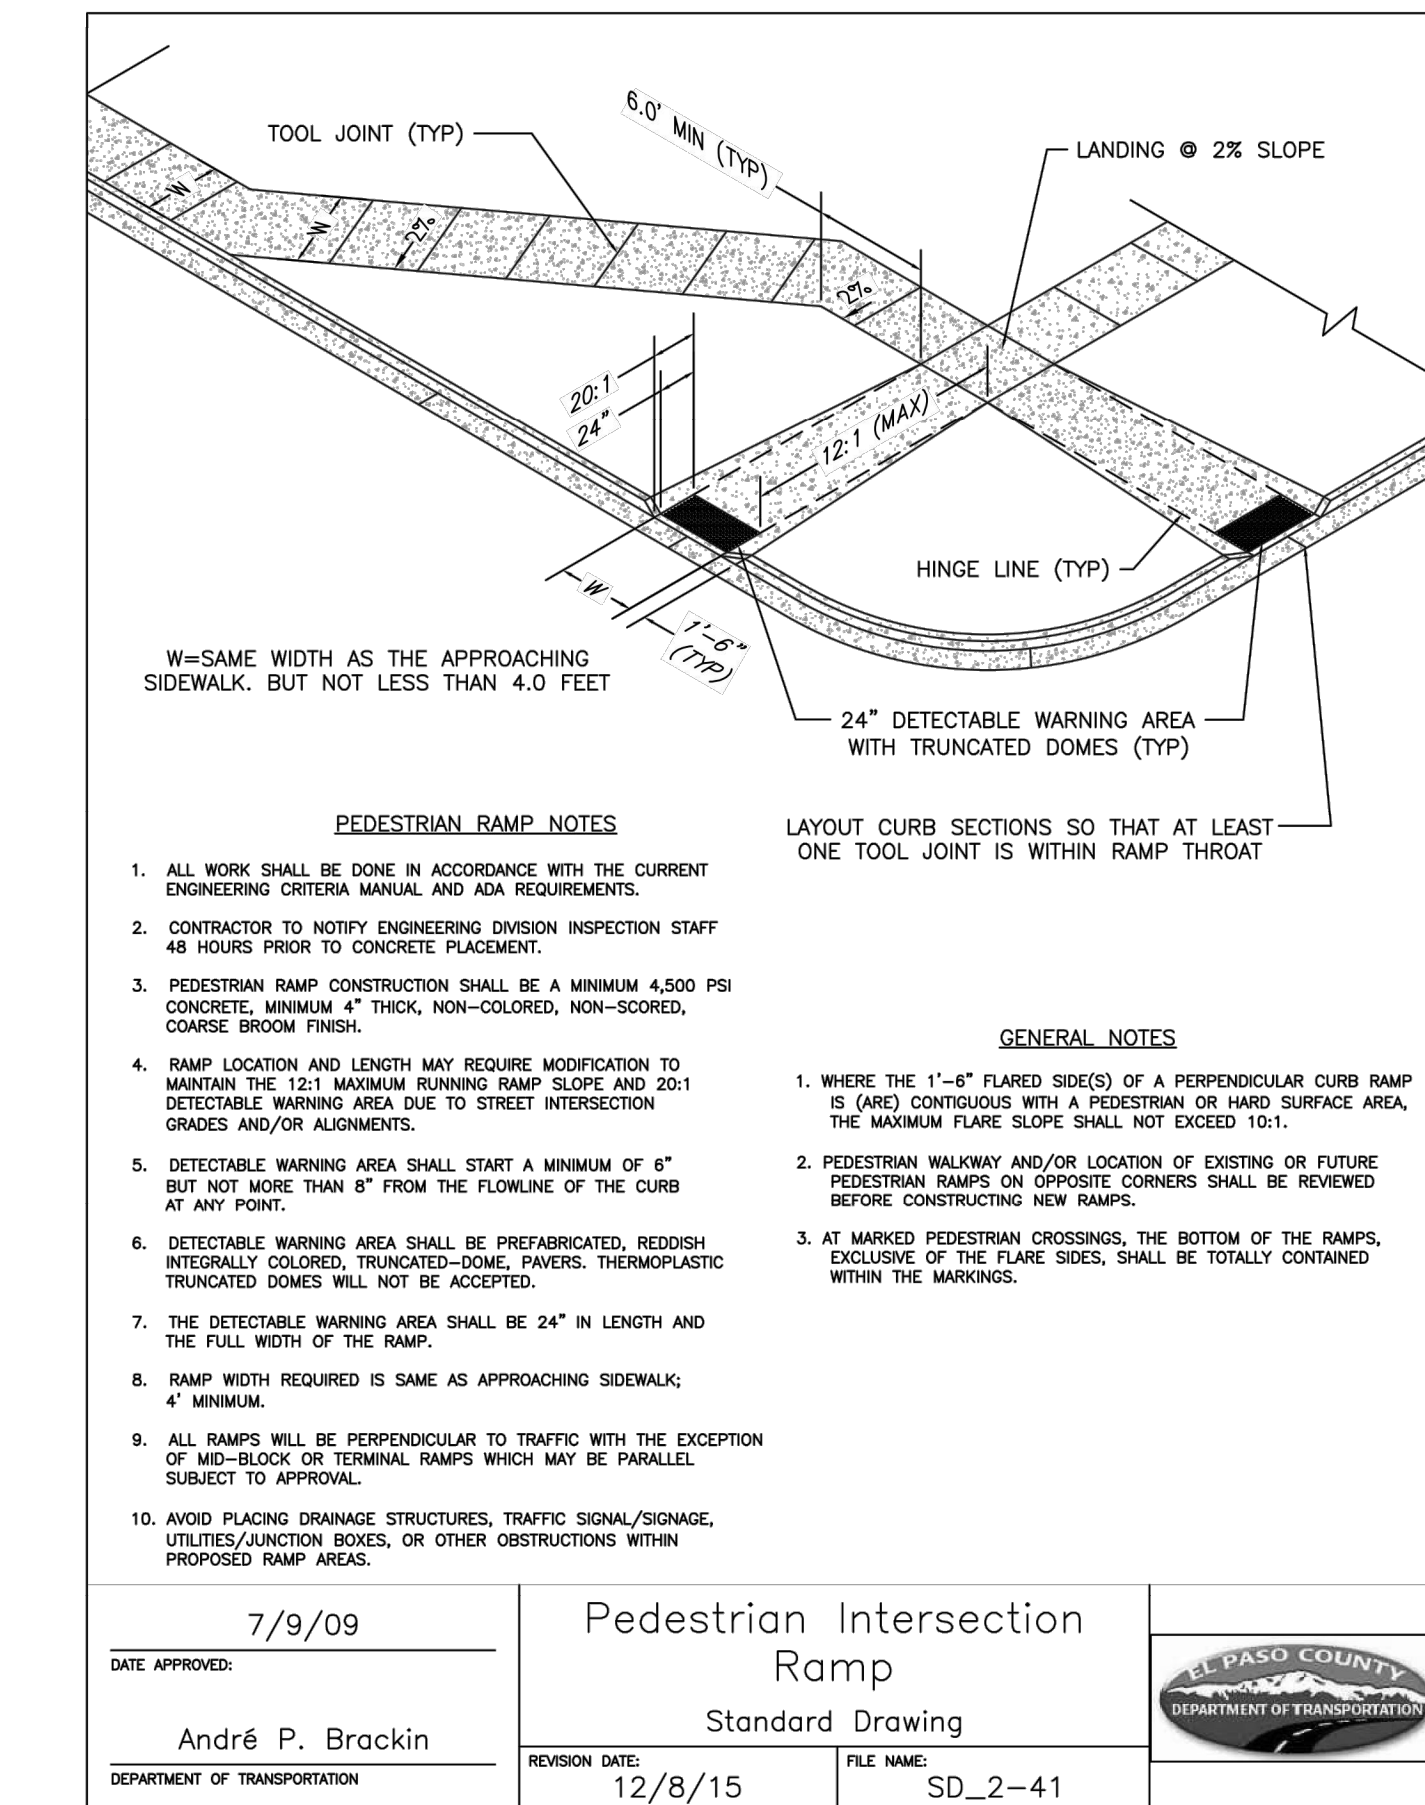 TOOL JOINT (TYP)
6.0' MIN (TYP)
LANDING @ 2% SLOPE
W
W
2%
2%
20:1
24"
12:1 (MAX)
HINGE LINE (TYP)
W
1'-6"
(TYP)
W=SAME WIDTH AS THE APPROACHING
SIDEWALK. BUT NOT LESS THAN 4.0 FEET
24" DETECTABLE WARNING AREA
WITH TRUNCATED DOMES (TYP)
LAYOUT CURB SECTIONS SO THAT AT LEAST
ONE TOOL JOINT IS WITHIN RAMP THROAT
PEDESTRIAN RAMP NOTES
1. ALL WORK SHALL BE DONE IN ACCORDANCE WITH THE CURRENT
ENGINEERING CRITERIA MANUAL AND ADA REQUIREMENTS.
2. CONTRACTOR TO NOTIFY ENGINEERING DIVISION INSPECTION STAFF
48 HOURS PRIOR TO CONCRETE PLACEMENT.
3. PEDESTRIAN RAMP CONSTRUCTION SHALL BE A MINIMUM 4,500 PSI
CONCRETE, MINIMUM 4" THICK, NON-COLORED, NON-SCORED,
COARSE BROOM FINISH.
4. RAMP LOCATION AND LENGTH MAY REQUIRE MODIFICATION TO
MAINTAIN THE 12:1 MAXIMUM RUNNING RAMP SLOPE AND 20:1
DETECTABLE WARNING AREA DUE TO STREET INTERSECTION
GRADES AND/OR ALIGNMENTS.
5. DETECTABLE WARNING AREA SHALL START A MINIMUM OF 6"
BUT NOT MORE THAN 8" FROM THE FLOWLINE OF THE CURB
AT ANY POINT.
6. DETECTABLE WARNING AREA SHALL BE PREFABRICATED, REDDISH
INTEGRALLY COLORED, TRUNCATED-DOME, PAVERS. THERMOPLASTIC
TRUNCATED DOMES WILL NOT BE ACCEPTED.
7. THE DETECTABLE WARNING AREA SHALL BE 24" IN LENGTH AND
THE FULL WIDTH OF THE RAMP.
8. RAMP WIDTH REQUIRED IS SAME AS APPROACHING SIDEWALK;
4' MINIMUM.
9. ALL RAMPS WILL BE PERPENDICULAR TO TRAFFIC WITH THE EXCEPTION
OF MID-BLOCK OR TERMINAL RAMPS WHICH MAY BE PARALLEL
SUBJECT TO APPROVAL.
10. AVOID PLACING DRAINAGE STRUCTURES, TRAFFIC SIGNAL/SIGNAGE,
UTILITIES/JUNCTION BOXES, OR OTHER OBSTRUCTIONS WITHIN
PROPOSED RAMP AREAS.
GENERAL NOTES
1. WHERE THE 1'-6" FLARED SIDE(S) OF A PERPENDICULAR CURB RAMP
IS (ARE) CONTIGUOUS WITH A PEDESTRIAN OR HARD SURFACE AREA,
THE MAXIMUM FLARE SLOPE SHALL NOT EXCEED 10:1.
2. PEDESTRIAN WALKWAY AND/OR LOCATION OF EXISTING OR FUTURE
PEDESTRIAN RAMPS ON OPPOSITE CORNERS SHALL BE REVIEWED
BEFORE CONSTRUCTING NEW RAMPS.
3. AT MARKED PEDESTRIAN CROSSINGS, THE BOTTOM OF THE RAMPS,
EXCLUSIVE OF THE FLARE SIDES, SHALL BE TOTALLY CONTAINED
WITHIN THE MARKINGS.
7/9/09
DATE APPROVED:
André P. Brackin
DEPARTMENT OF TRANSPORTATION
Pedestrian Intersection
Ramp
Standard Drawing
REVISION DATE:
12/8/15
FILE NAME:
SD_2-41
EL PASO COUNTY
DEPARTMENT OF TRANSPORTATION